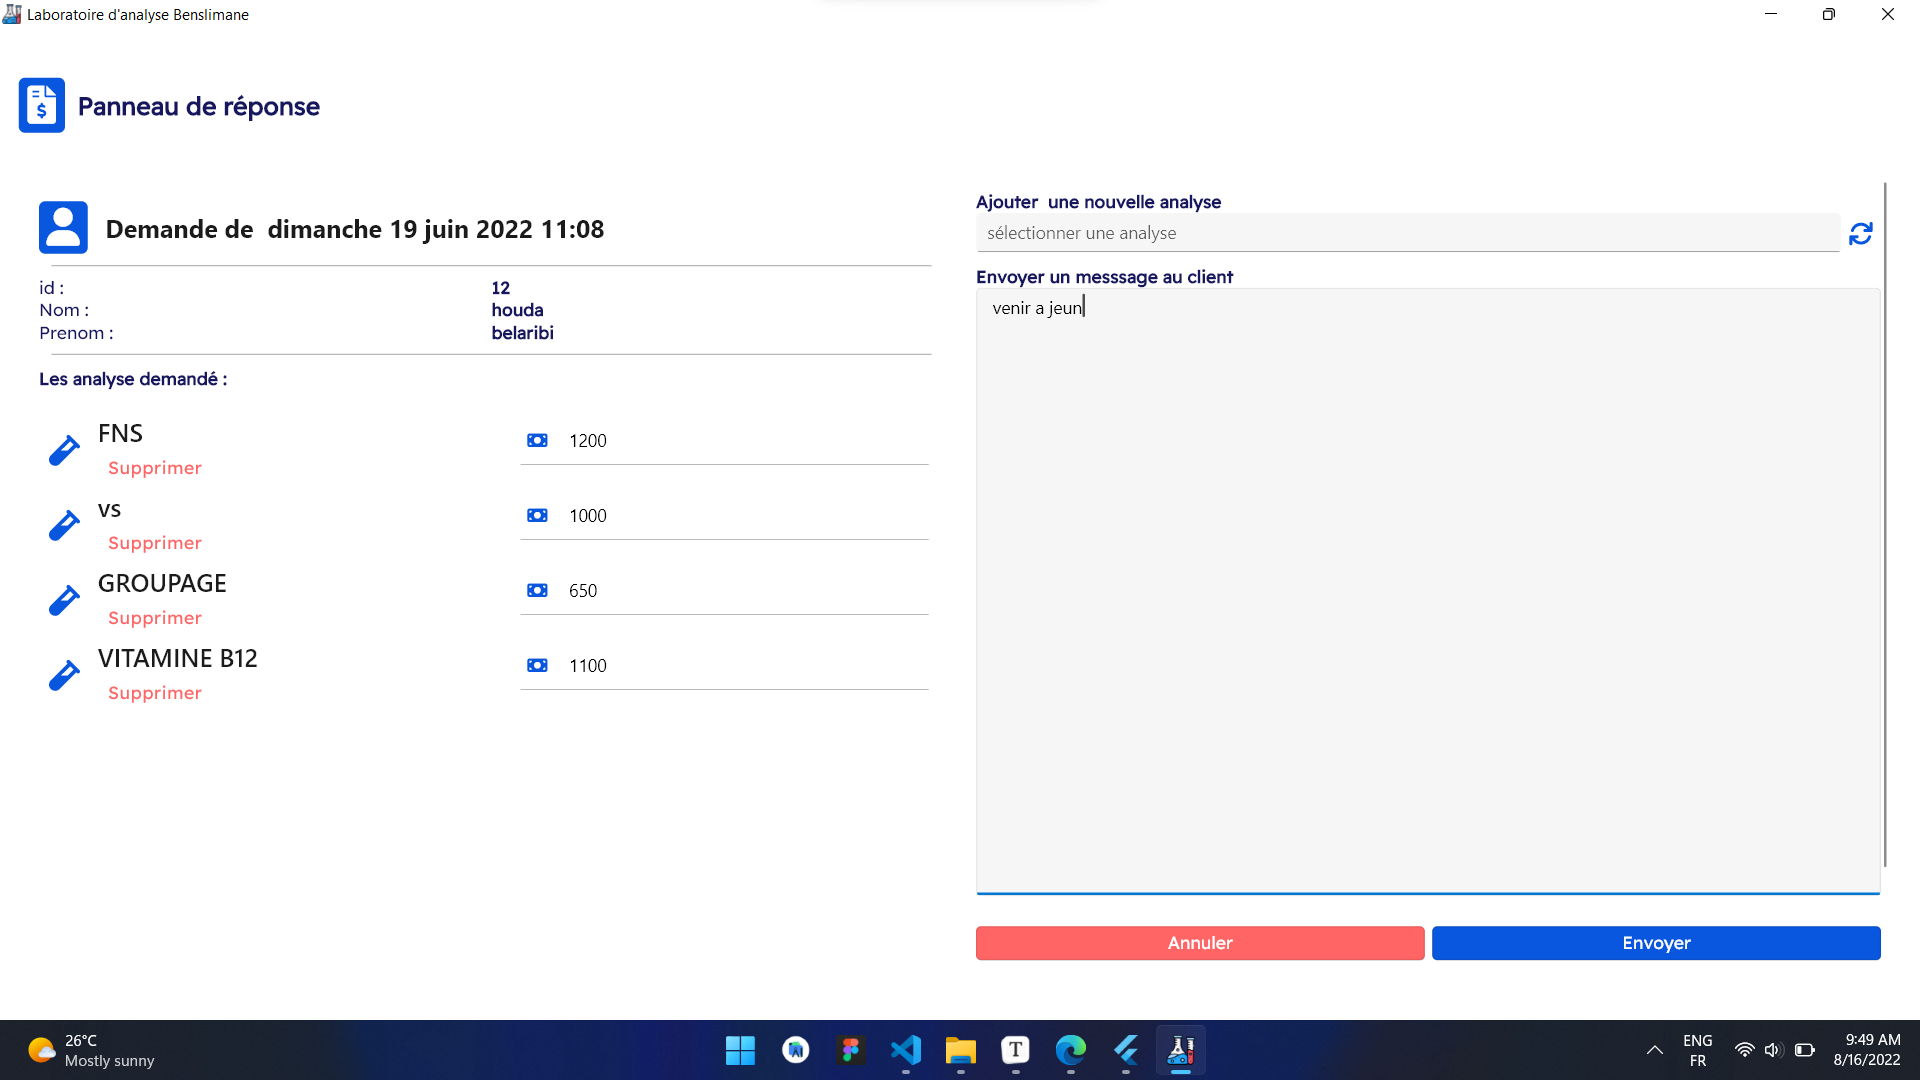 Laboratoire d'analyse Benslimane
Panneau de réponse
Demande de  dimanche 19 juin 2022 11:08
id :
12
Nom :
houda
Prenom :
belaribi
Les analyse demandé :
FNS
1200
Supprimer
vs
1000
Supprimer
GROUPAGE
650
Supprimer
VITAMINE B12
1100
Supprimer
Ajouter  une nouvelle analyse
sélectionner une analyse
Envoyer un messsage au client
venir a jeun
Annuler
Envoyer
26°C
Mostly sunny
T
ENG
FR
9:49 AM
8/16/2022